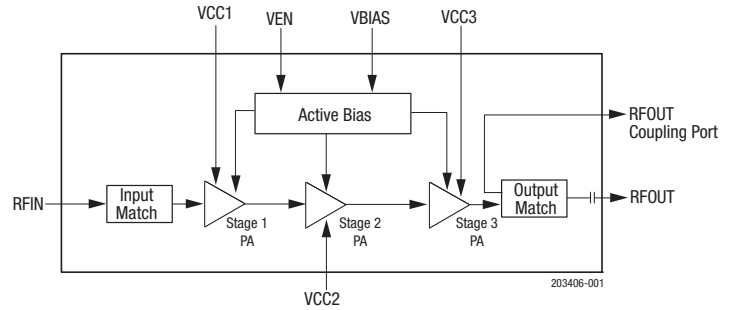 VCC1
VEN
VBIAS
VCC3
Active Bias
RFOUT
Coupling Port
RFIN
Input
Match
Stage 1
PA
Stage 2
PA
Stage 3
PA
Output
Match
RFOUT
VCC2
203406-001